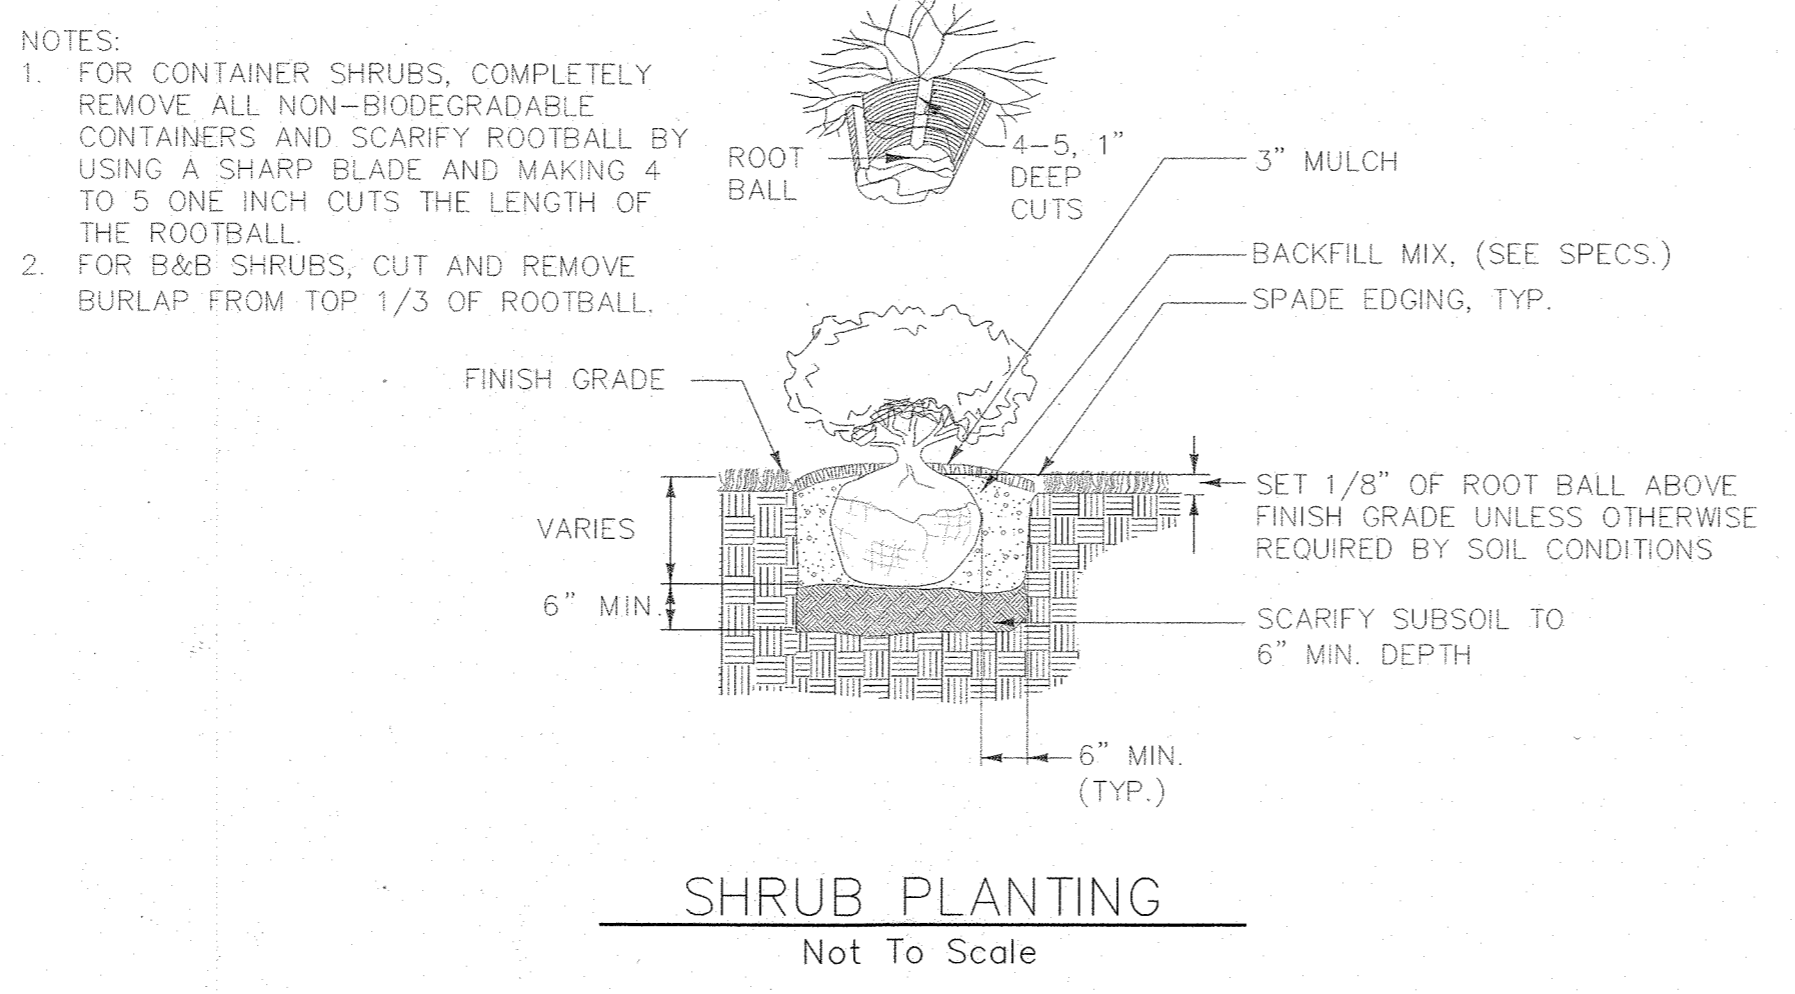 NOTES:
1. FOR CONTAINER SHRUBS, COMPLETELY
REMOVE ALL NON-BIODEGRADABLE
CONTAINERS AND SCARIFY ROOTBALL BY
USING A SHARP BLADE AND MAKING 4
TO 5 ONE INCH CUTS THE LENGTH OF
THE ROOTBALL.
2. FOR B&B SHRUBS, CUT AND REMOVE
BURLAP FROM TOP 1/3 OF ROOTBALL.
ROOT
BALL
4-5, 1"
DEEP
CUTS
3" MULCH
BACKFILL MIX, (SEE SPECS.)
SPADE EDGING, TYP.
FINISH GRADE
SET 1/8" OF ROOT BALL ABOVE
FINISH GRADE UNLESS OTHERWISE
REQUIRED BY SOIL CONDITIONS
VARIES
6" MIN.
SCARIFY SUBSOIL TO
6" MIN. DEPTH
6" MIN.
(TYP.)
SHRUB PLANTING
Not To Scale